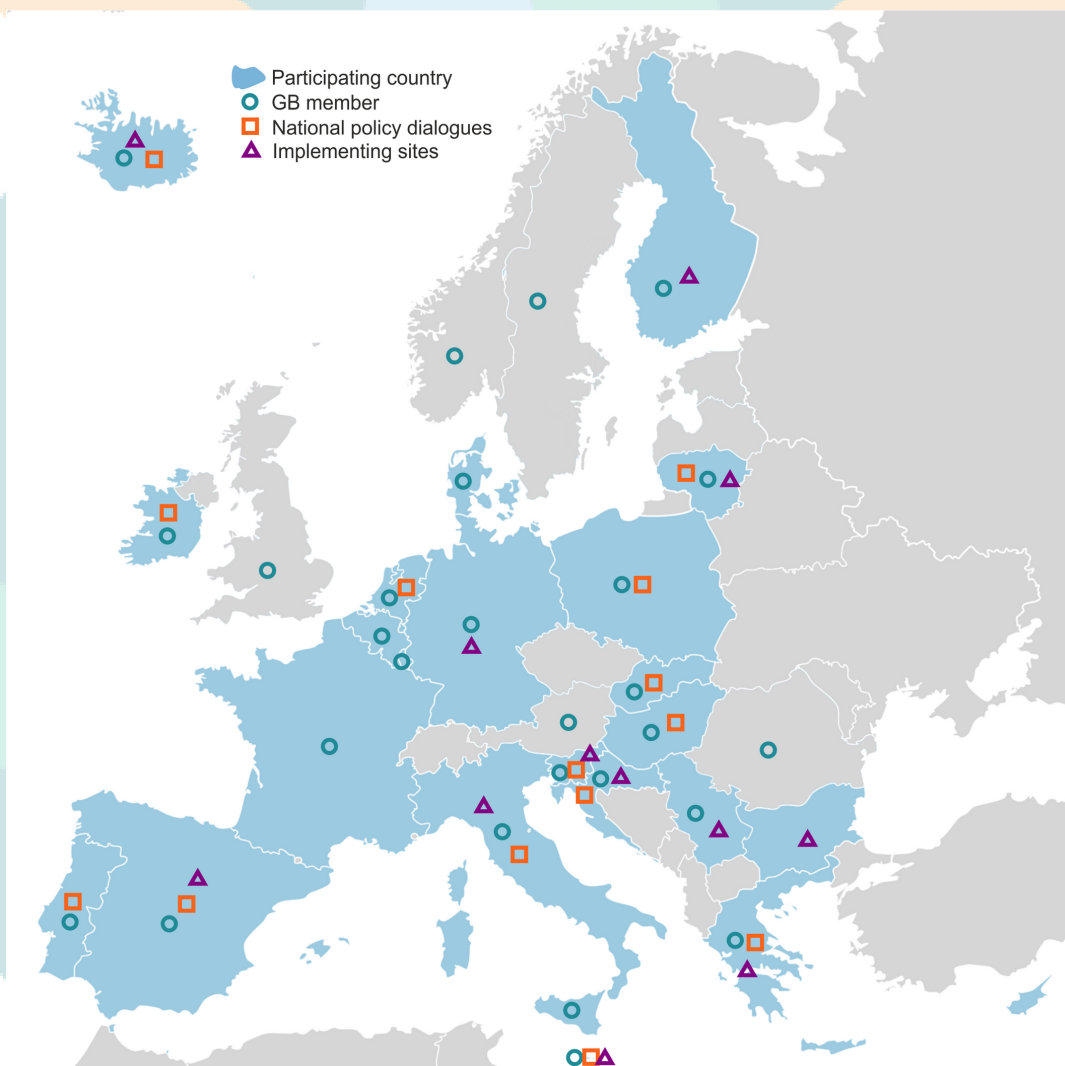 Participating country
GB member
National policy dialogues
Implementing sites